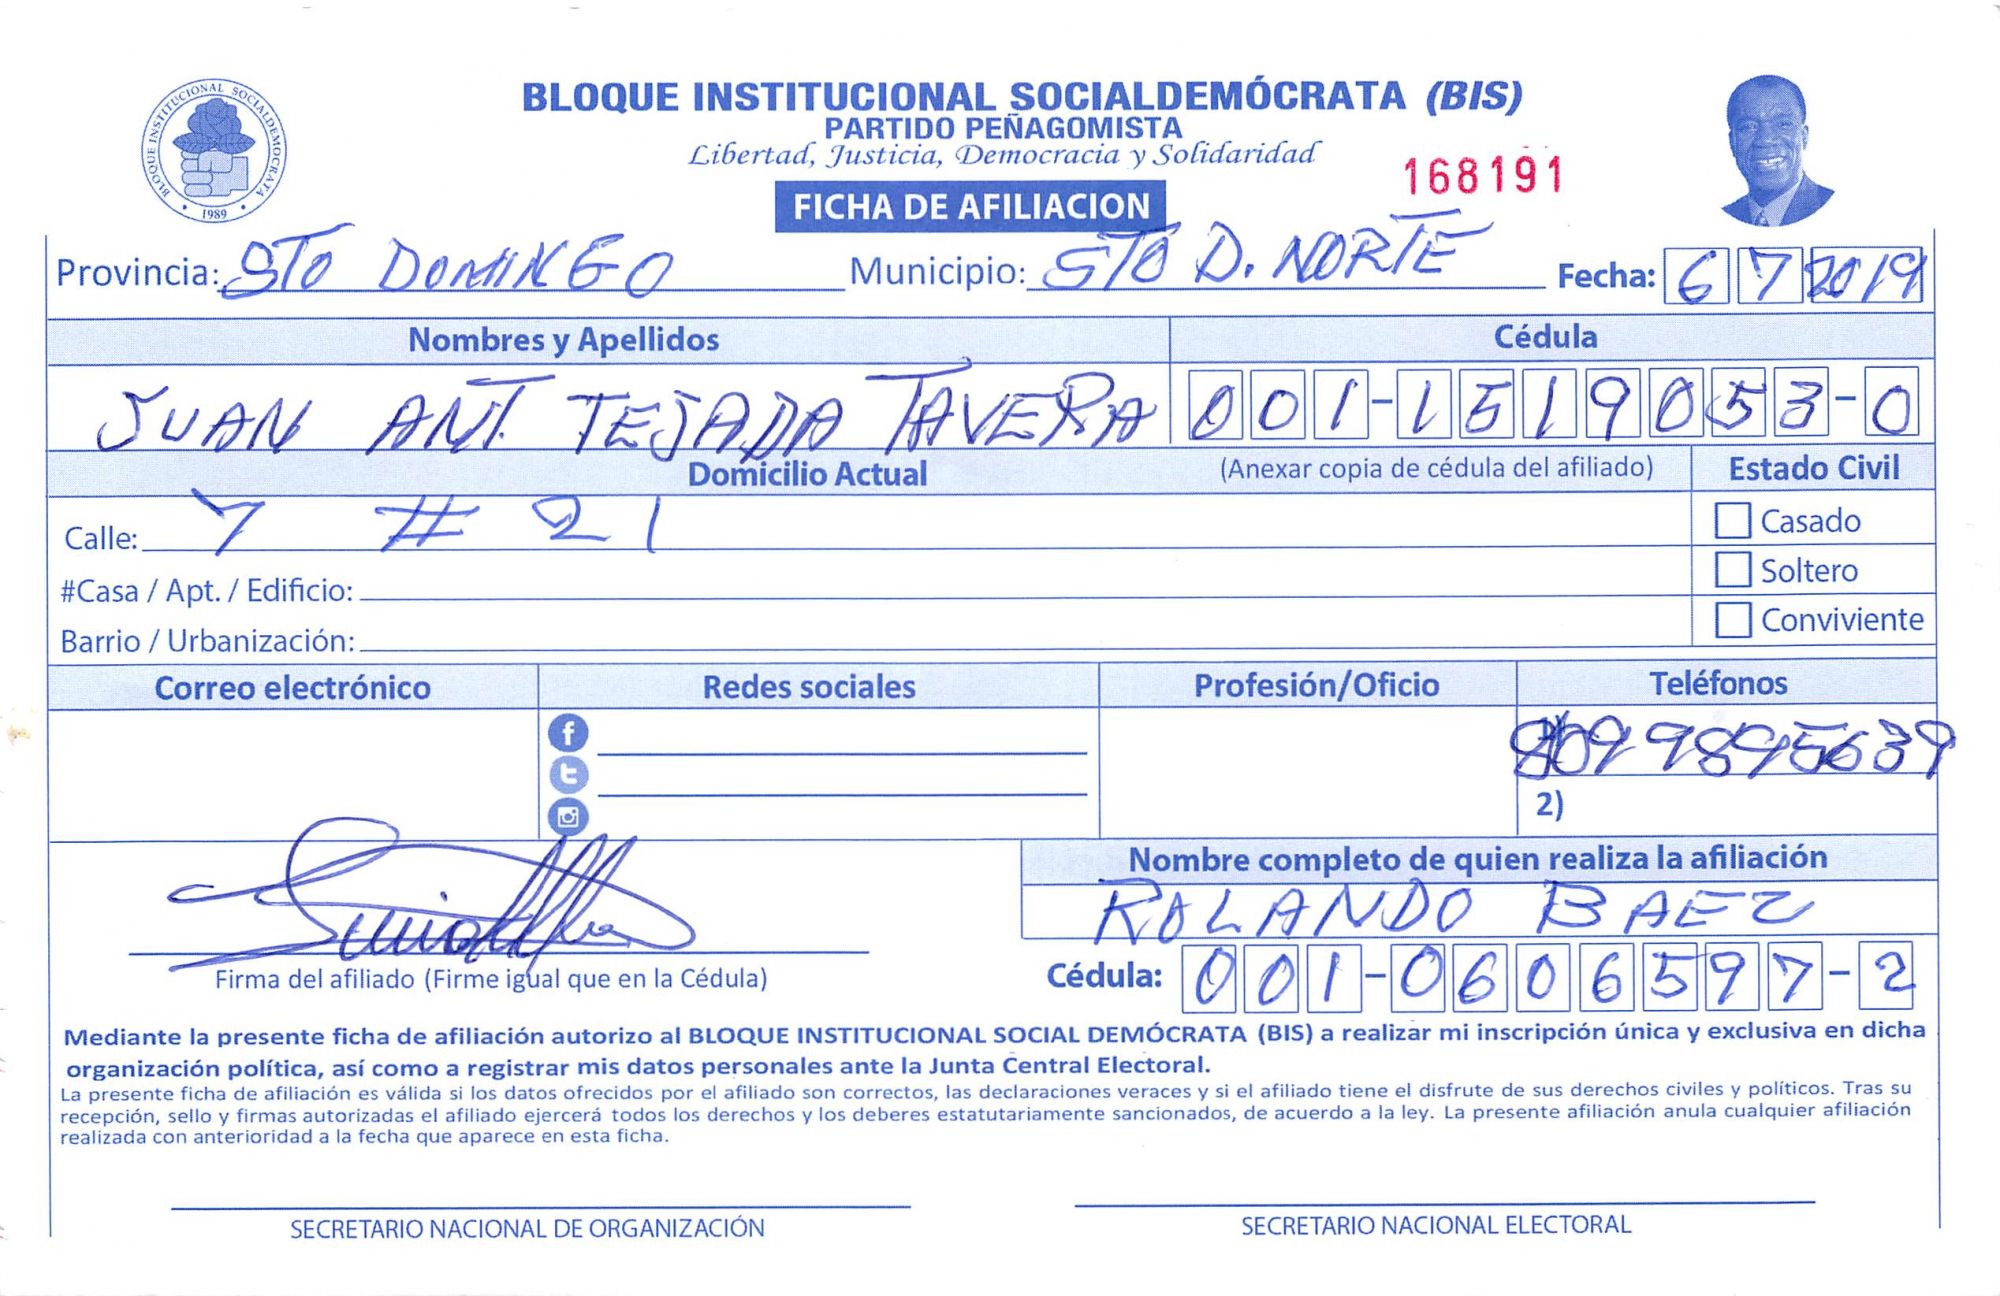 BLOQUE INSTITUCIONAL SOCIALDEMOCRATA
1989
BLOQUE INSTITUCIONAL SOCIALDEMÓCRATA (BIS)
PARTIDO PEÑAGOMISTA
Libertad, Justicia, Democracia y Solidaridad
168191
FICHA DE AFILIACION
Provincia: STO DOMINGO Municipio: STO D. NORTE Fecha: 6 7 2019
Nombres y Apellidos Cédula
JUAN ANT. TEJADA TAVERA 001-1519053-0
Domicilio Actual (Anexar copia de cédula del afiliado) Estado Civil
Calle: 7 # 21 Casado
#Casa / Apt. / Edificio: Soltero
Barrio / Urbanización: Conviviente
Correo electrónico Redes sociales Profesión/Oficio Teléfonos
8099895639
2)
Nombre completo de quien realiza la afiliación
ROLANDO BAEZ
Firma del afiliado (Firme igual que en la Cédula) Cédula: 001-0606597-2
Mediante la presente ficha de afiliación autorizo al BLOQUE INSTITUCIONAL SOCIAL DEMÓCRATA (BIS) a realizar mi inscripción única y exclusiva en dicha
organización política, así como a registrar mis datos personales ante la Junta Central Electoral.
La presente ficha de afiliación es válida si los datos ofrecidos por el afiliado son correctos, las declaraciones veraces y si el afiliado tiene el disfrute de sus derechos civiles y políticos. Tras su
recepción, sello y firmas autorizadas el afiliado ejercerá todos los derechos y los deberes estatutariamente sancionados, de acuerdo a la ley. La presente afiliación anula cualquier afiliación
realizada con anterioridad a la fecha que aparece en esta ficha.
SECRETARIO NACIONAL DE ORGANIZACIÓN SECRETARIO NACIONAL ELECTORAL